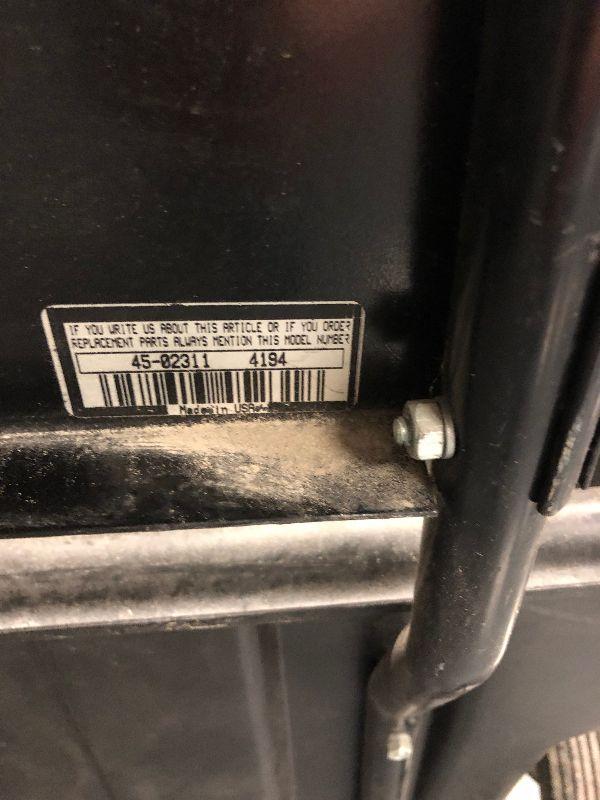 IF YOU WRITE US ABOUT THIS ARTICLE OR IF YOU ORDER
REPLACEMENT PARTS ALWAYS MENTION THIS MODEL NUMBER
45-02311 4194
Made in USA